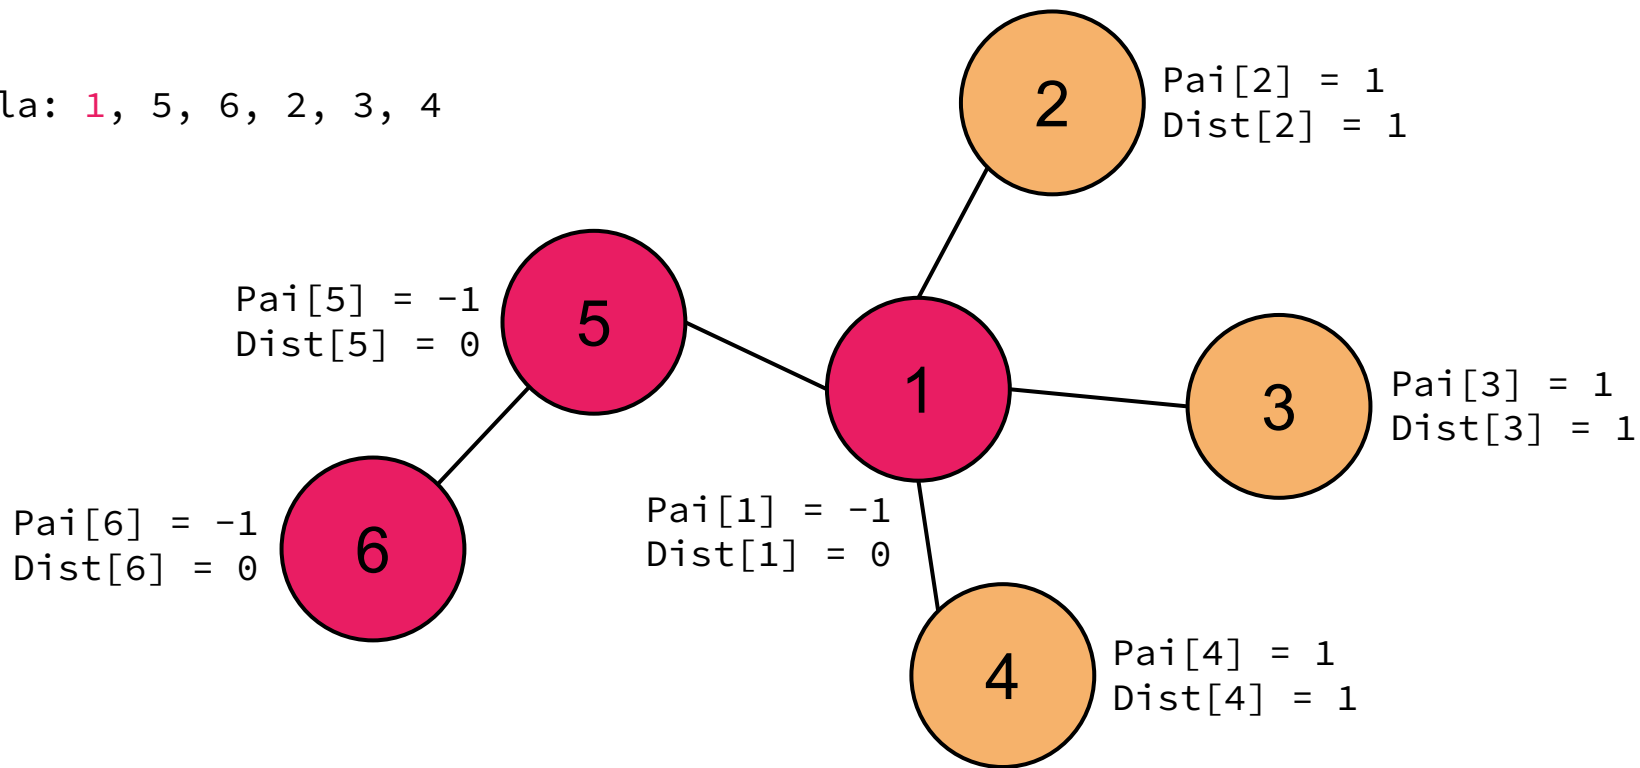 la: 1, 5, 6, 2, 3, 4
2
Pai[2] = 1
Dist[2] = 1
Pai[5] = −1
Dist[5] = 0
5
1
3
Pai[3] = 1
Dist[3] = 1
Pai[6] = −1
Dist[6] = 0
6
Pai[1] = −1
Dist[1] = 0
4
Pai[4] = 1
Dist[4] = 1